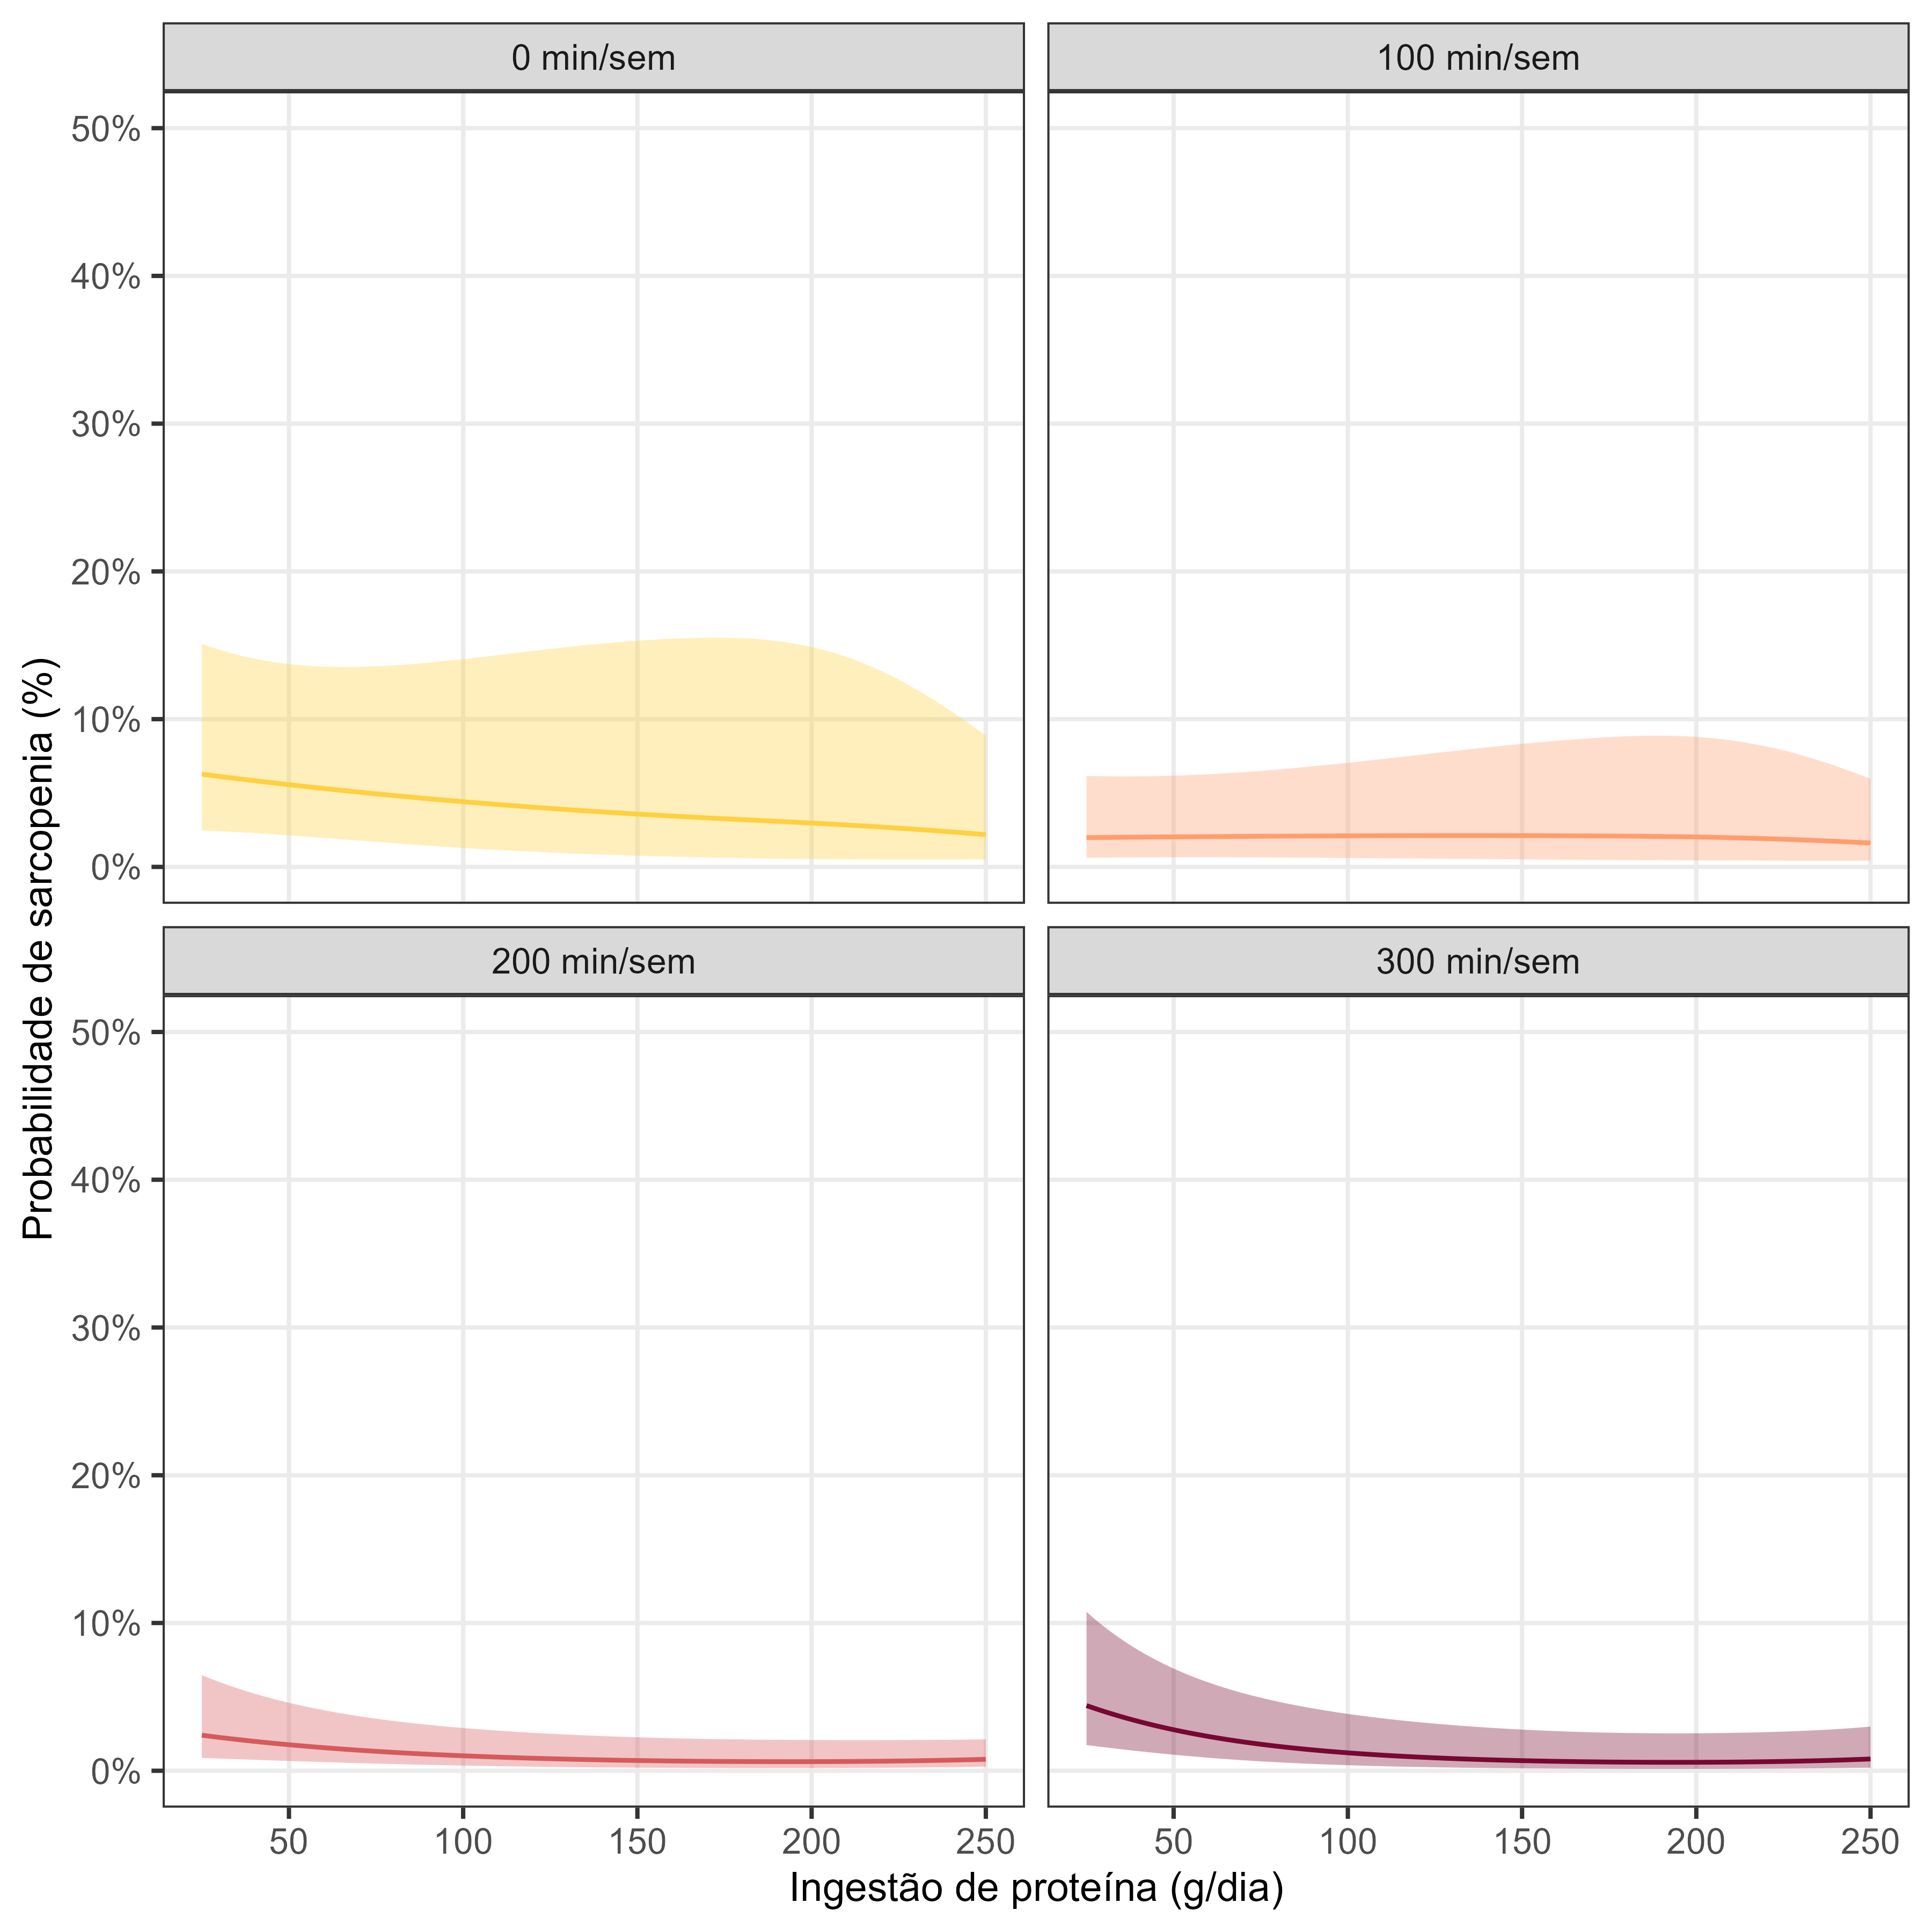 0 min/sem
100 min/sem
50%
40%
30%
20%
10%
0%
200 min/sem
300 min/sem
50%
40%
30%
20%
10%
0%
50 100 150 200 250
50 100 150 200 250
Ingestão de proteína (g/dia)
Probabilidade de sarcopenia (%)